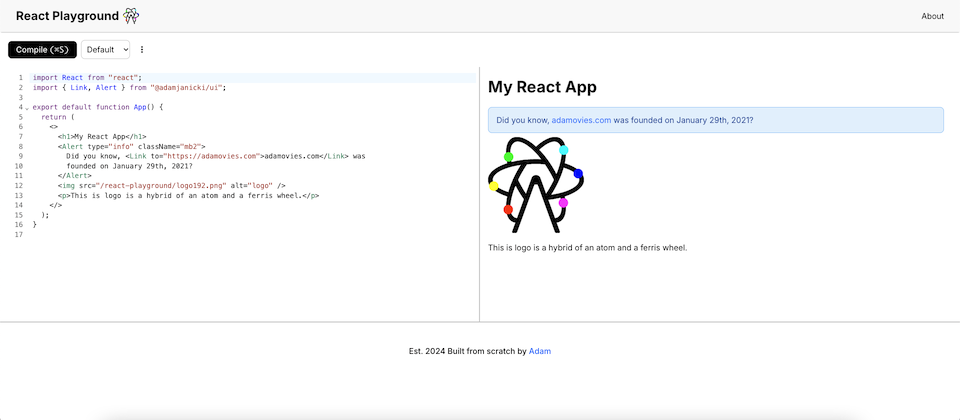 React Playground
About
Compile (⌘S)
Default
1 import React from "react";
2 import { Link, Alert } from "@adamjanicki/ui";
3
4 export default function App() {
5 return (
6 <>
7 <h1>My React App</h1>
8 <Alert type="info" className="mb2">
9 Did you know, <Link to="https://adamovies.com">adamovies.com</Link> was
10 founded on January 29th, 2021?
11 </Alert>
12 <img src="/react-playground/logo192.png" alt="logo" />
13 <p>This is logo is a hybrid of an atom and a ferris wheel.</p>
14 </>
15 );
16 }
17
My React App
Did you know, adamovies.com was founded on January 29th, 2021?
This is logo is a hybrid of an atom and a ferris wheel.
Est. 2024 Built from scratch by Adam